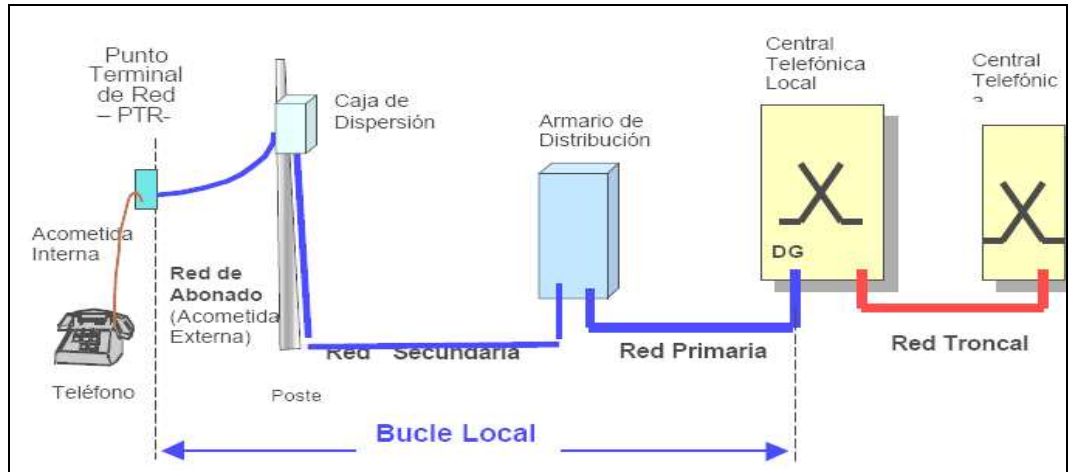 Punto
Terminal
de Red
– PTR-
Caja de
Dispersión
Armario de
Distribución
Central
Telefónica
Local
Central
Telefónic
DG
Acometida
Interna
Red de
Abonado
(Acometida
Externa)
Teléfono
Poste
Red Secundaria
Red Primaria
Red Troncal
Bucle Local